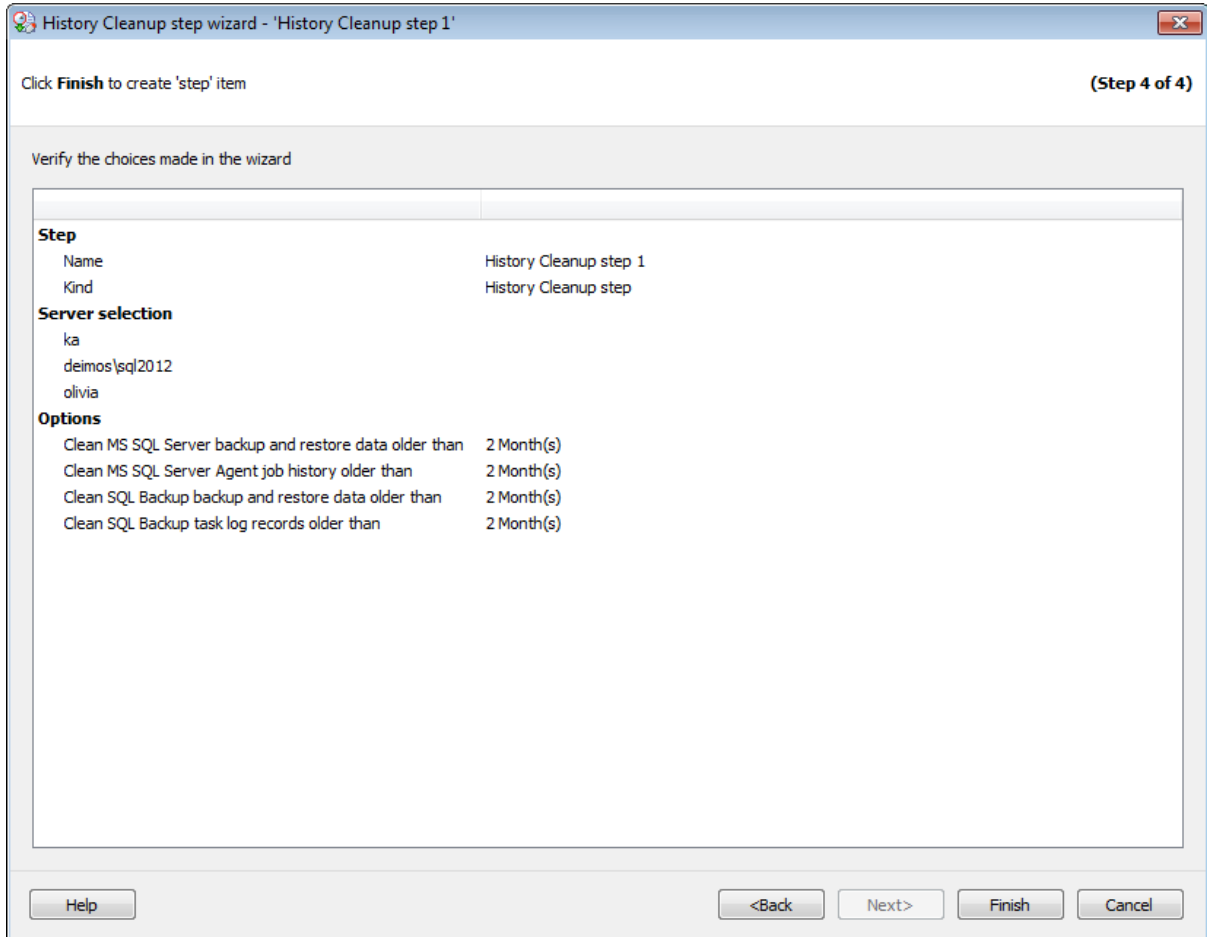 History Cleanup step wizard - 'History Cleanup step 1'
Click Finish to create 'step' item
(Step 4 of 4)
Verify the choices made in the wizard
Step
Name History Cleanup step 1
Kind History Cleanup step
Server selection
ka
deimos\sql2012
olivia
Options
Clean MS SQL Server backup and restore data older than 2 Month(s)
Clean MS SQL Server Agent job history older than 2 Month(s)
Clean SQL Backup backup and restore data older than 2 Month(s)
Clean SQL Backup task log records older than 2 Month(s)
Help <Back Next> Finish Cancel